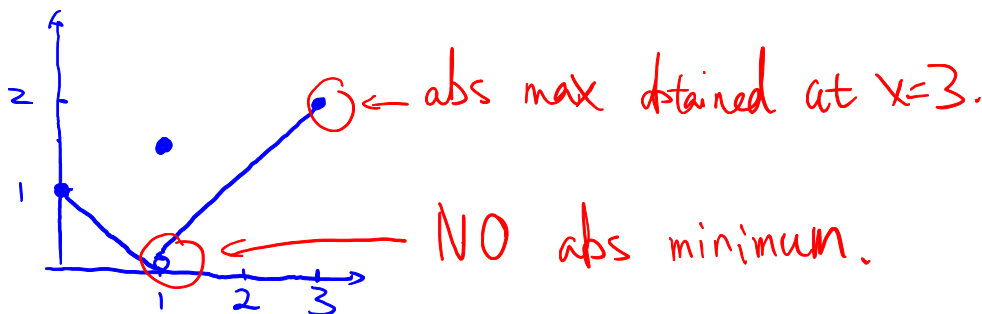 2
← abs max obtained at x=3.
1
← NO abs minimum.
1 2 3